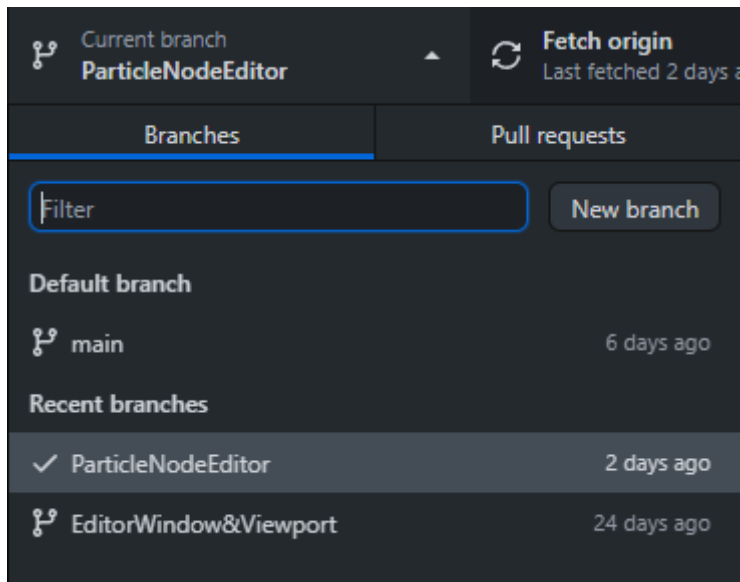 Current branch
ParticleNodeEditor
Fetch origin
Last fetched 2 days
Branches
Pull requests
Filter
New branch
Default branch
main
6 days ago
Recent branches
ParticleNodeEditor
2 days ago
EditorWindow&Viewport
24 days ago